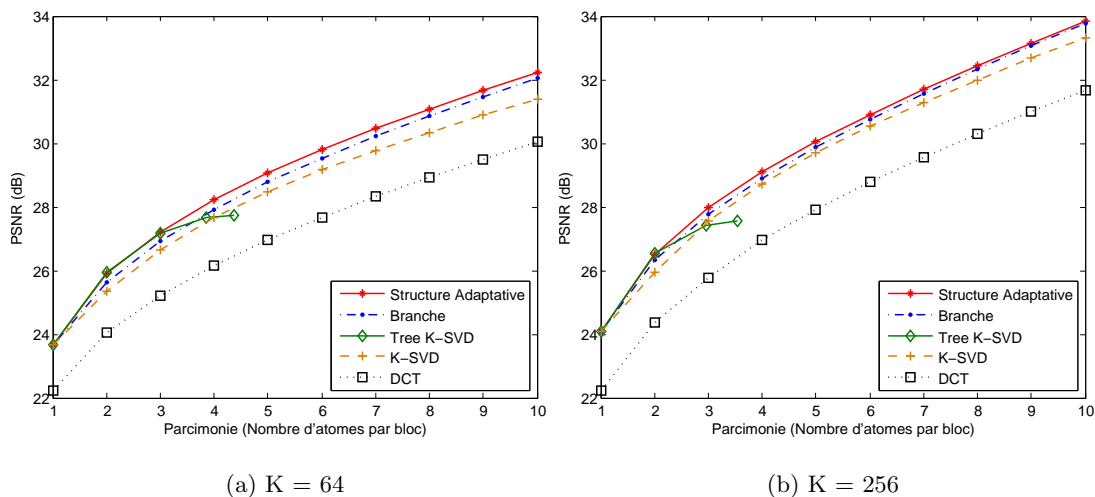 34
32
30
28
26
24
22
PSNR (dB)
1 2 3 4 5 6 7 8 9 10
Parcimonie (Nombre d'atomes par bloc)
Structure Adaptative
Branche
Tree K−SVD
K−SVD
DCT
(a) K = 64
34
32
30
28
26
24
22
PSNR (dB)
1 2 3 4 5 6 7 8 9 10
Parcimonie (Nombre d'atomes par bloc)
Structure Adaptative
Branche
Tree K−SVD
K−SVD
DCT
(b) K = 256